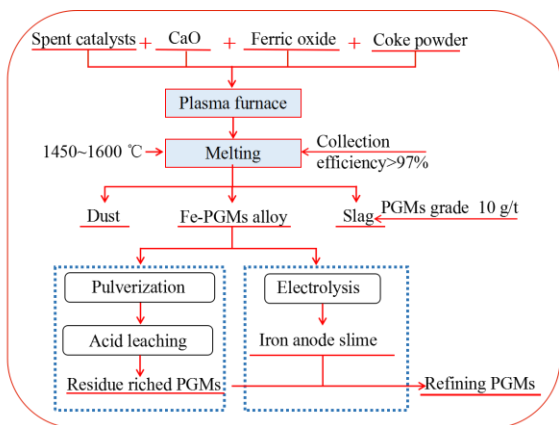 Spent catalysts + CaO + Ferric oxide + Coke powder
Plasma furnace
1450~1600 ℃
Melting
Collection
efficiency>97%
Dust
Fe-PGMs alloy
Slag
PGMs grade 10 g/t
Pulverization
Electrolysis
Acid leaching
Iron anode slime
Residue riched PGMs
Refining PGMs